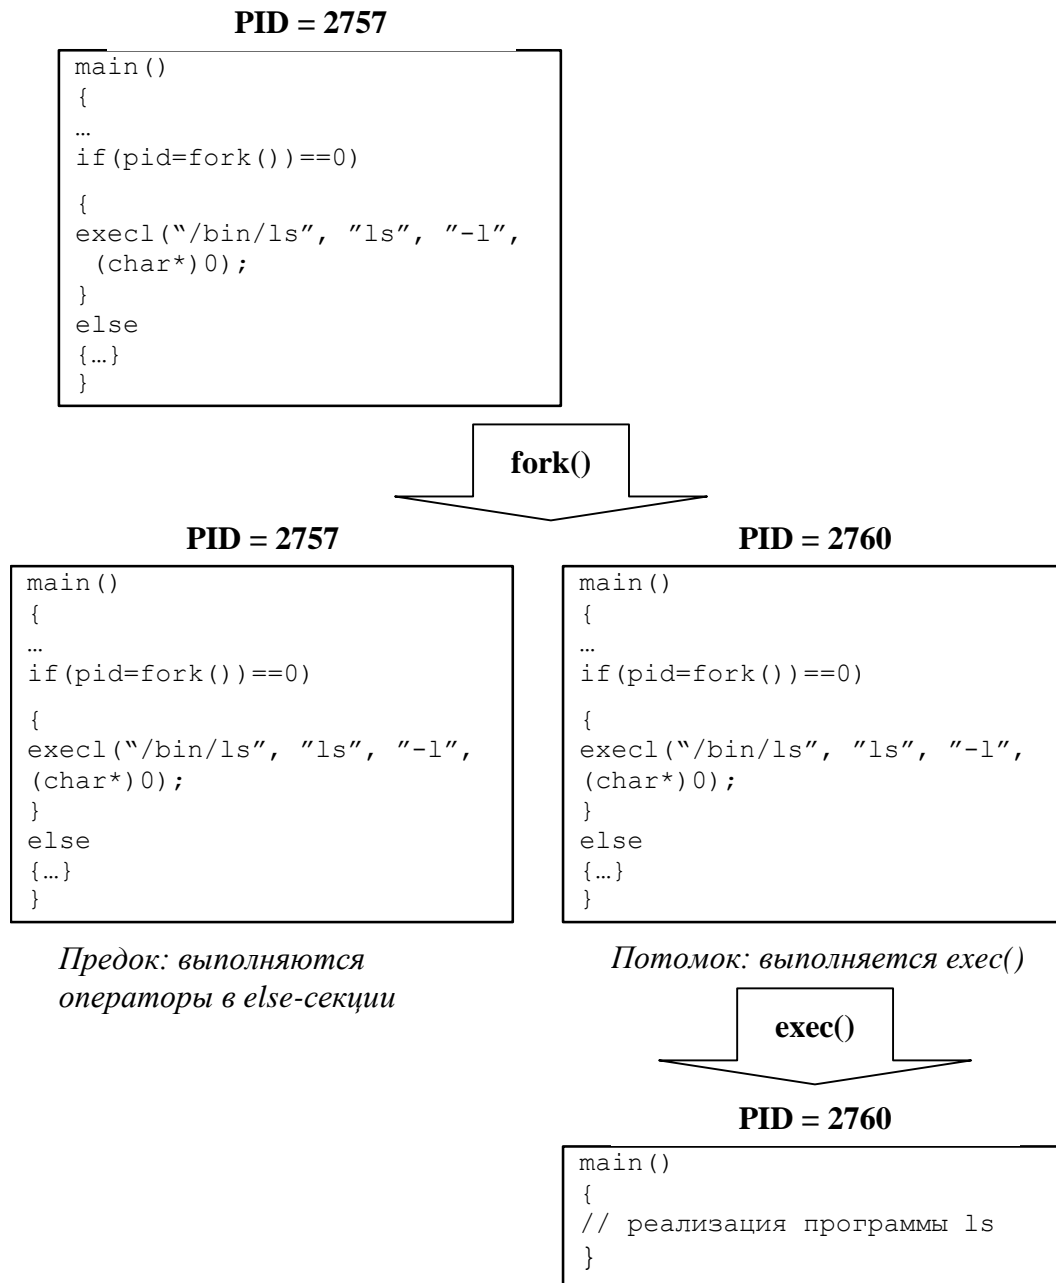 PID = 2757
main()
{
…
if(pid=fork())==0)
{
execl(“/bin/ls”, ”ls”, ”-l”,
(char*)0);
}
else
{…}
}
fork()
PID = 2757
main()
{
…
if(pid=fork())==0)
{
execl(“/bin/ls”, ”ls”, ”-l”,
(char*)0);
}
else
{…}
}
Предок: выполняются
операторы в else-секции
PID = 2760
main()
{
…
if(pid=fork())==0)
{
execl(“/bin/ls”, ”ls”, ”-l”,
(char*)0);
}
else
{…}
}
Потомок: выполняется exec()
exec()
PID = 2760
main()
{
// реализация программы ls
}